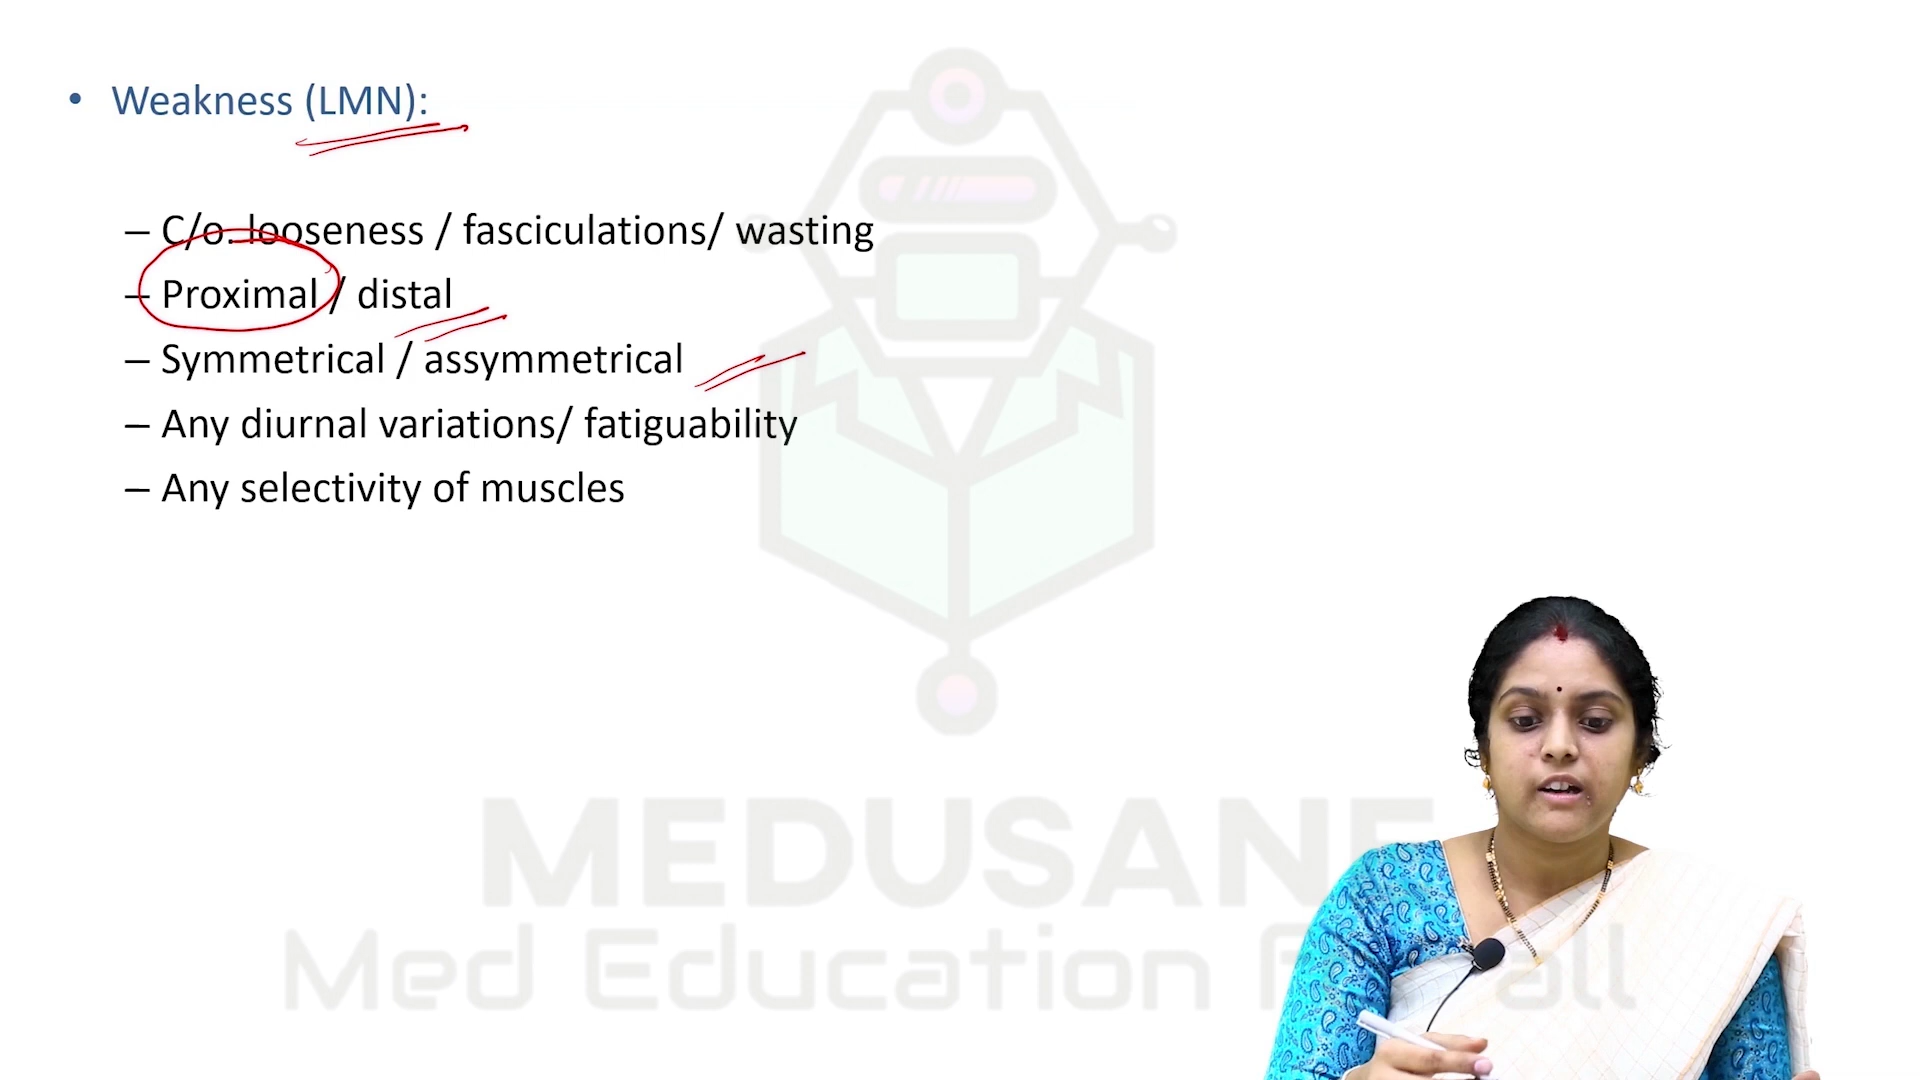 • Weakness (LMN):
– C/o. looseness / fasciculations/ wasting
– Proximal / distal
– Symmetrical / assymmetrical
– Any diurnal variations/ fatiguability
– Any selectivity of muscles
MEDUSANE
Med Education all